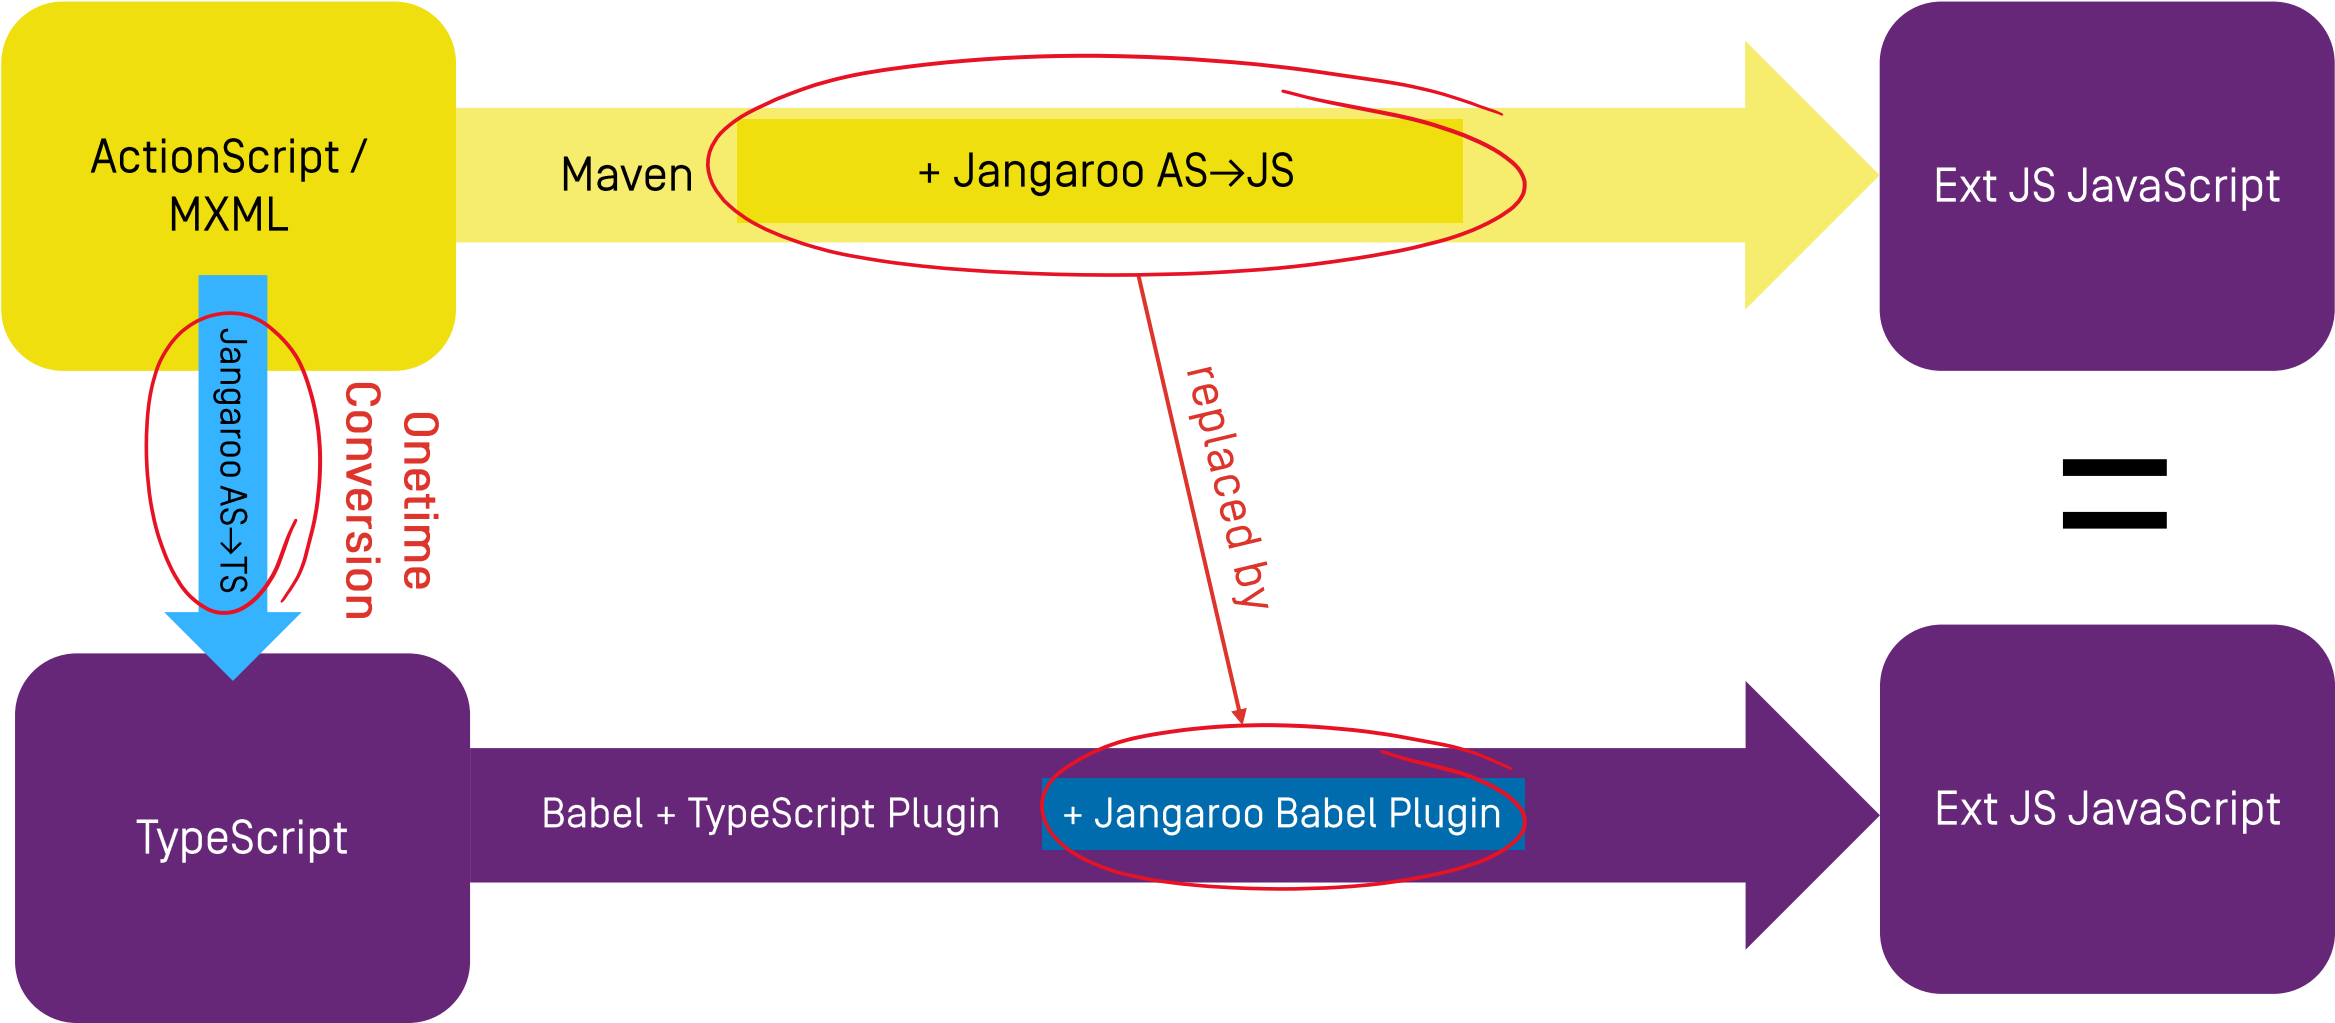 ActionScript /
MXML
Maven
+ Jangaroo AS→JS
Ext JS JavaScript
Jangaroo AS→TS
Onetime
Conversion
replaced by
=
TypeScript
Babel + TypeScript Plugin
+ Jangaroo Babel Plugin
Ext JS JavaScript